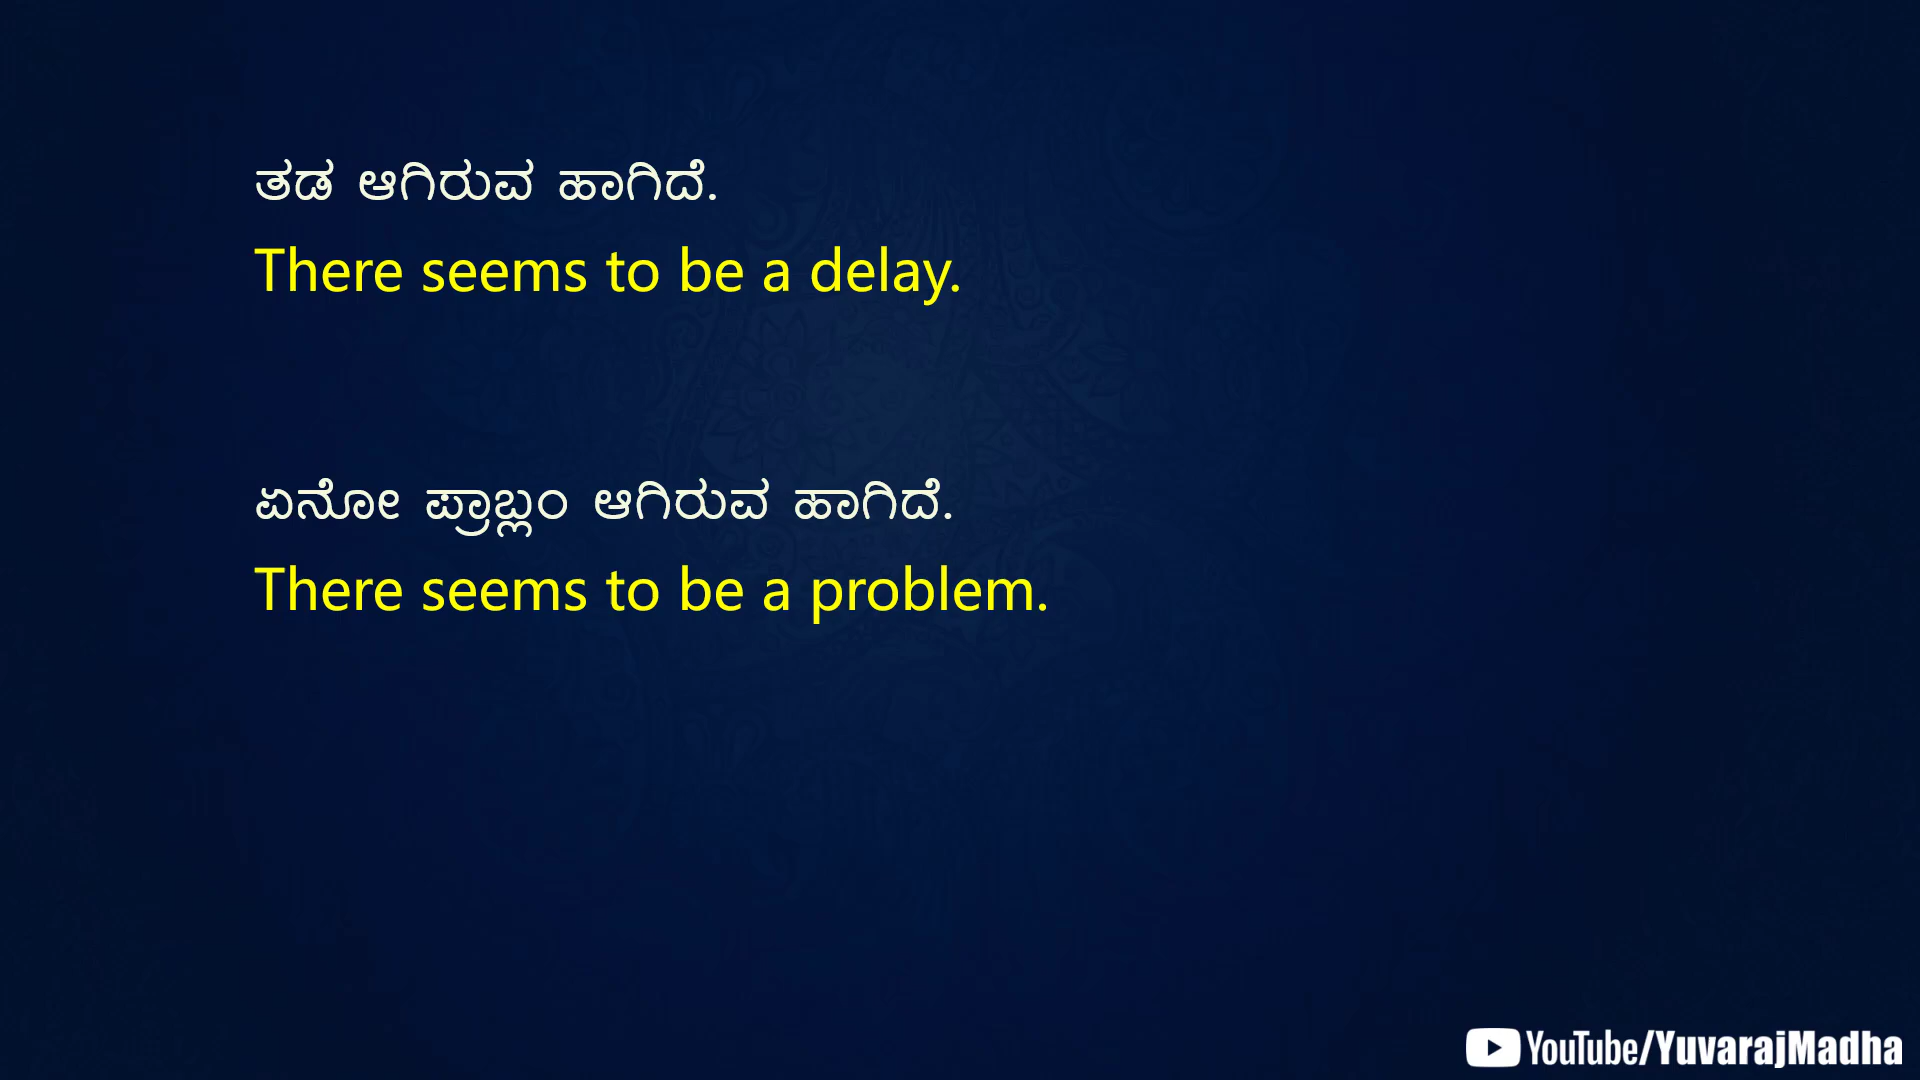 ತಡ ಆಗಿರುವ ಹಾಗಿದೆ.
There seems to be a delay.
ಏನೋ ಪ್ರಾಬ್ಲಂ ಆಗಿರುವ ಹಾಗಿದೆ.
There seems to be a problem.
YouTube/YuvarajMadha